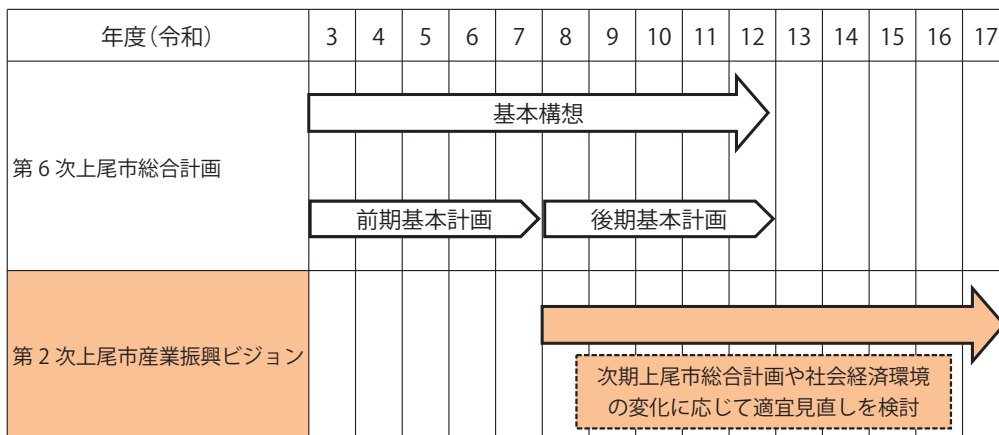 年度(令和) 3 4 5 6 7 8 9 10 11 12 13 14 15 16 17
基本構想
第6次上尾市総合計画
前期基本計画 後期基本計画
第2次上尾市産業振興ビジョン
次期上尾市総合計画や社会経済環境
の変化に応じて適宜見直しを検討